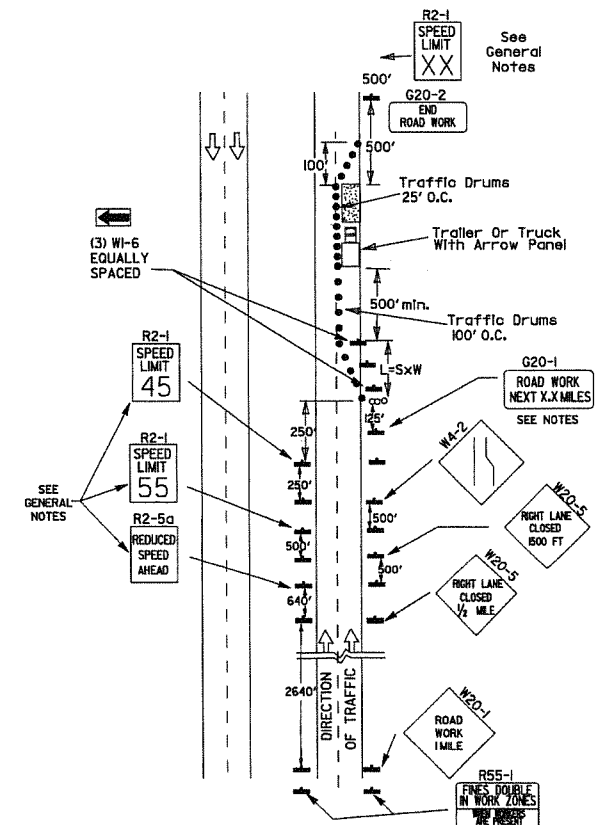 R2-1
SPEED
LIMIT
XX
See
General
Notes
500'
G20-2
END
ROAD WORK
500'
100'
Traffic Drums
25' O.C.
Trailer Or Truck
With Arrow Panel
(3) W1-6
EQUALLY
SPACED
500' min.
Traffic Drums
100' O.C.
R2-1
SPEED
LIMIT
45
L=SxW
G20-1
ROAD WORK
NEXT X.X MILES
SEE NOTES
125'
250'
W4-2
R2-1
SPEED
LIMIT
55
250'
500'
W20-5
RIGHT LANE
CLOSED
1500 FT
SEE
GENERAL
NOTES
R2-5a
REDUCED
SPEED
AHEAD
500'
500'
W20-5
RIGHT LANE
CLOSED
1/2 MILE
640'
2640'
DIRECTION
OF TRAFFIC
W20-1
ROAD
WORK
1 MILE
R55-1
FINES DOUBLE
IN WORK ZONES
WHEN WORKERS
ARE PRESENT